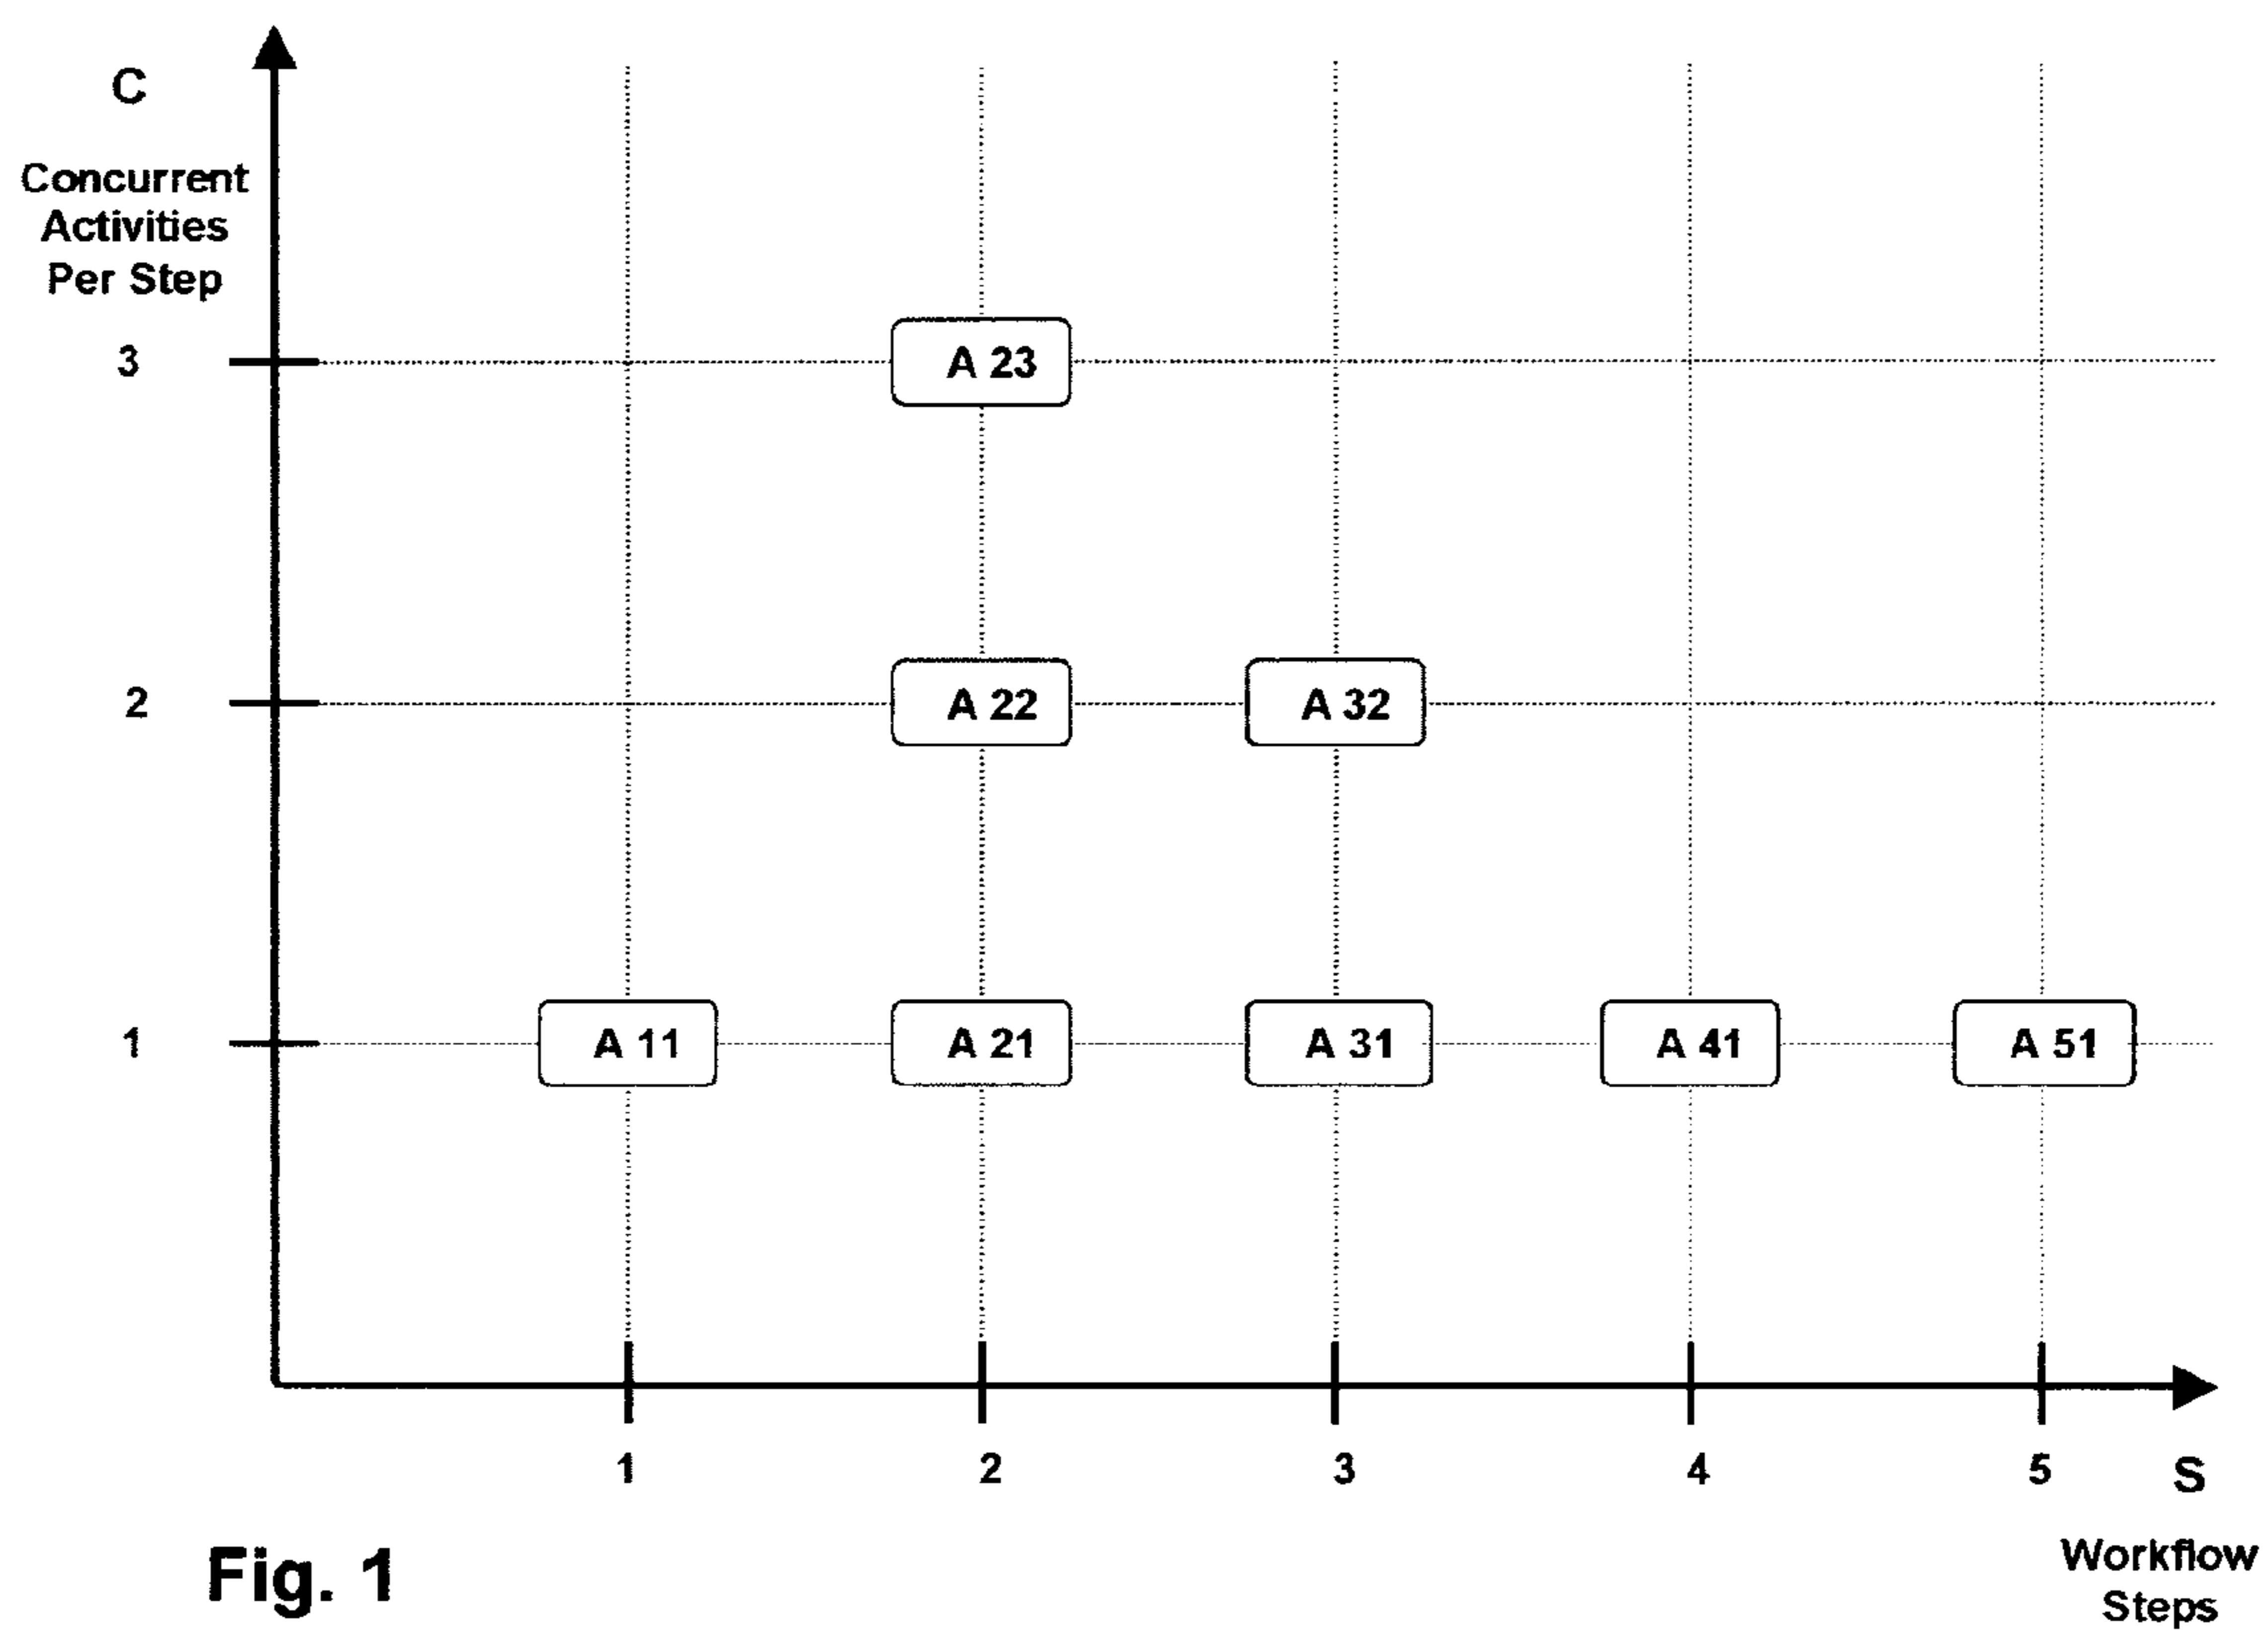 C
Concurrent
Activities
Per Step
3
A 23
2
A 22
A 32
1
A 11
A 21
A 31
A 41
A 51
1
2
3
4
5
S
Workflow
Steps
Fig. 1